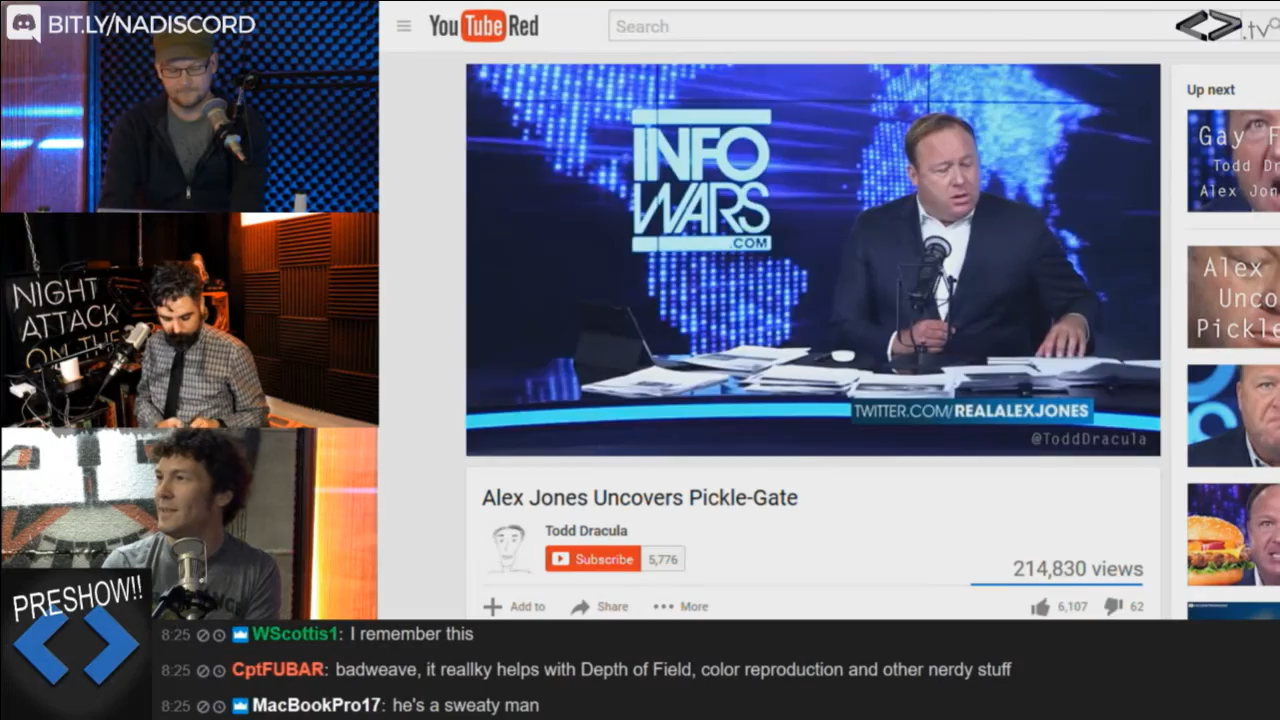 BIT.LY/NADISCORD
NIGHT
ATTACK
ON THE
PRESHOW!!
YouTube Red
Search
.tv
INFO
WARS
.COM
TWITTER.COM/REALALEXJONES
@ToddDracula
Alex Jones Uncovers Pickle-Gate
Todd Dracula
Subscribe 5,776
214,830 views
Add to Share More
6,107 62
Up next
Gay F
Todd Dr
Alex Jon
Alex
Unco
Pickle
8:25 WScottis1: I remember this
8:25 CptFUBAR: badweave, it reallky helps with Depth of Field, color reproduction and other nerdy stuff
8:25 MacBookPro17: he's a sweaty man